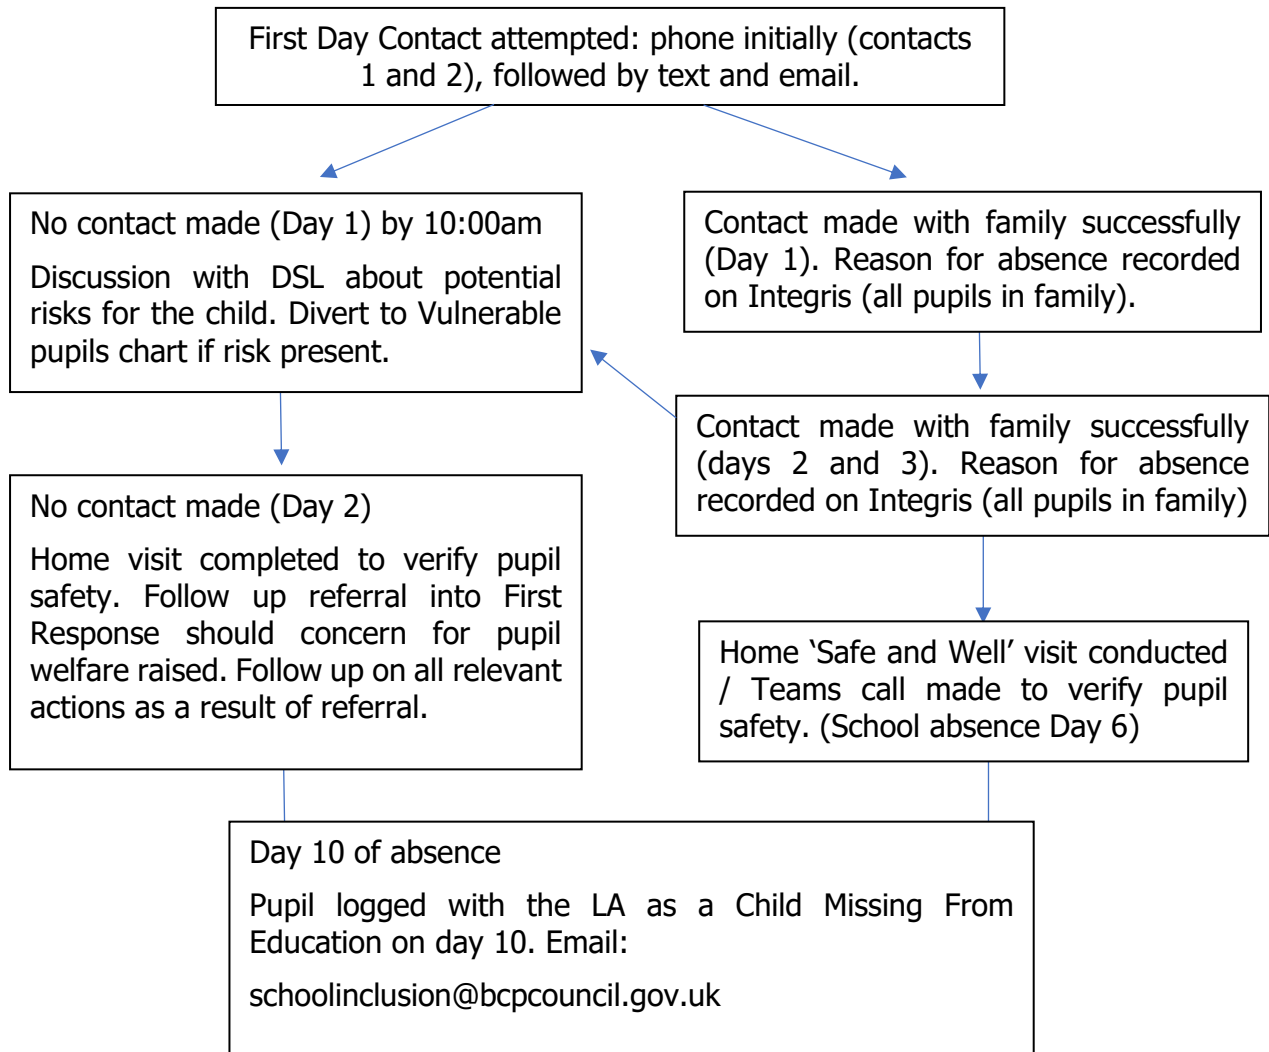 First Day Contact attempted: phone initially (contacts
1 and 2), followed by text and email.
No contact made (Day 1) by 10:00am
Discussion with DSL about potential
risks for the child. Divert to Vulnerable
pupils chart if risk present.
Contact made with family successfully
(Day 1). Reason for absence recorded
on Integris (all pupils in family).
Contact made with family successfully
(days 2 and 3). Reason for absence
recorded on Integris (all pupils in family)
No contact made (Day 2)
Home visit completed to verify pupil
safety. Follow up referral into First
Response should concern for pupil
welfare raised. Follow up on all relevant
actions as a result of referral.
Home ‘Safe and Well’ visit conducted
/ Teams call made to verify pupil
safety. (School absence Day 6)
Day 10 of absence
Pupil logged with the LA as a Child Missing From
Education on day 10. Email:
schoolinclusion@bcpcouncil.gov.uk